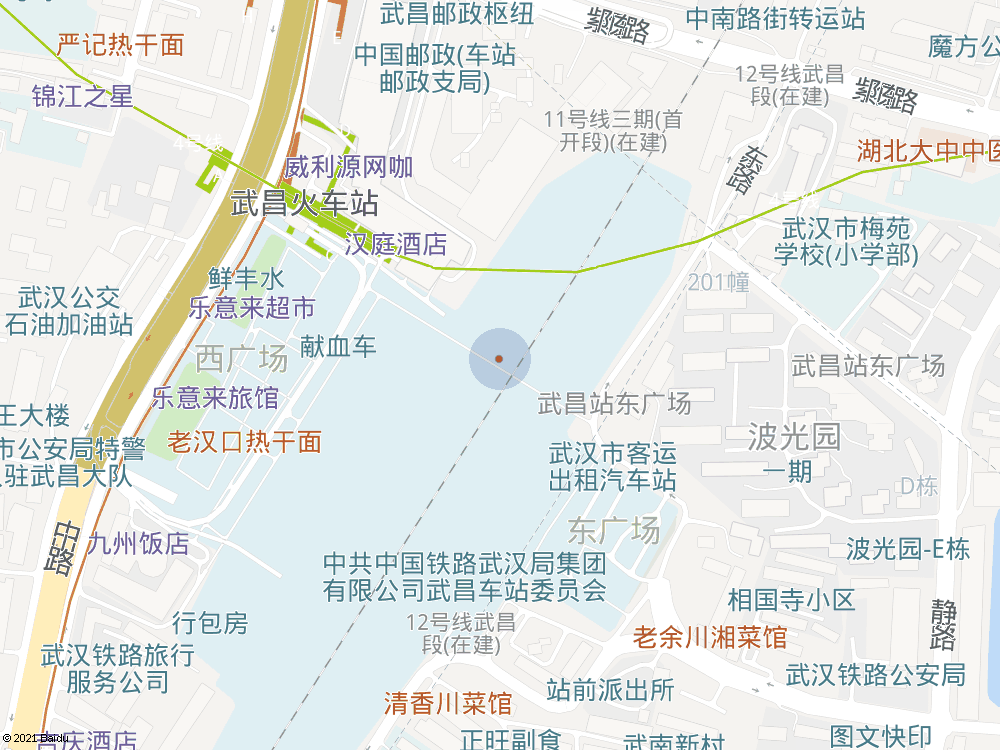 武昌邮政枢纽
中南路街转运站
严记热干面
魔方公
中国邮政(车站
邮政支局)
12号线武昌
段(在建)
锦江之星
11号线三期(首
开段)(在建)
4号线
D
东路
湖北大中中医
威利源网咖
武昌火车站
4号线
武汉市梅苑
学校(小学部)
汉庭酒店
鲜丰水
201幢
武汉公交
石油加油站
乐意来超市
献血车
西广场
武昌站东广场
乐意来旅馆
武昌站东广场
王大楼
老汉口热干面
波光园
一期
市公安局特警
驻武昌大队
武汉市客运
出租汽车站
D栋
东广场
中路
九州饭店
波光园-E栋
中共中国铁路武汉局集团
有限公司武昌车站委员会
相国寺小区
静路
行包房
12号线武昌
段(在建)
老余川湘菜馆
武汉铁路旅行
服务公司
武汉铁路公安局
站前派出所
清香川菜馆
© 2021 Baidu
吉庆酒店
正旺副食
武南新村
图文快印